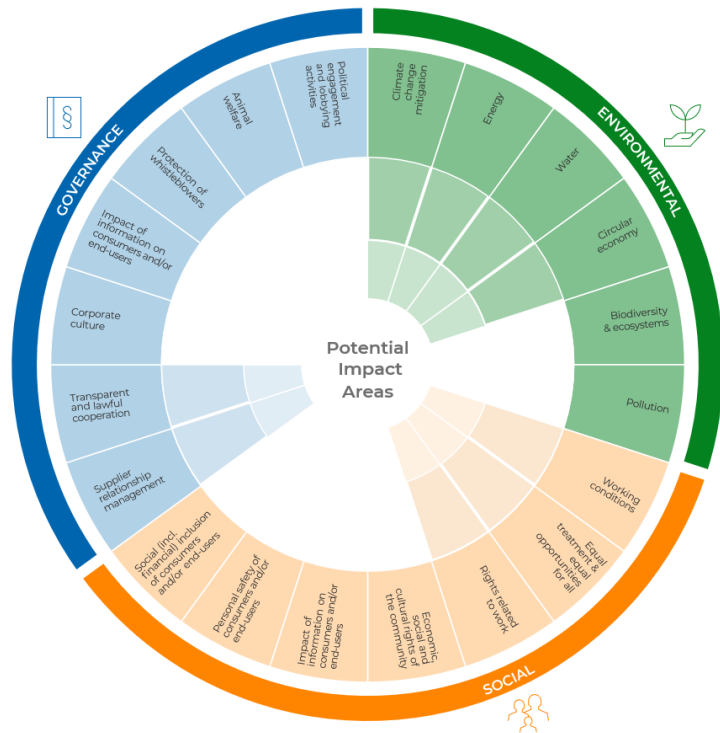 GOVERNANCE
ENVIRONMENTAL
SOCIAL
Potential
Impact
Areas
Climate
change
mitigation
Energy
Water
Circular
economy
Biodiversity
& ecosystems
Pollution
Working
conditions
Equal
treatment &
equal
opportunities
for all
Rights related
to work
Economic,
social and
cultural rights of
the community
Impact of
information on
consumers and/or
end-users
Personal safety of
consumers and/or
end-users
Social (incl.
financial) inclusion
of consumers
and/or end-users
Supplier
relationship
management
Transparent
and lawful
cooperation
Corporate
culture
Impact of
information on
consumers and/or
end-users
Protection of
whistleblowers
Animal
welfare
Political
engagement
and lobbying
activities
§